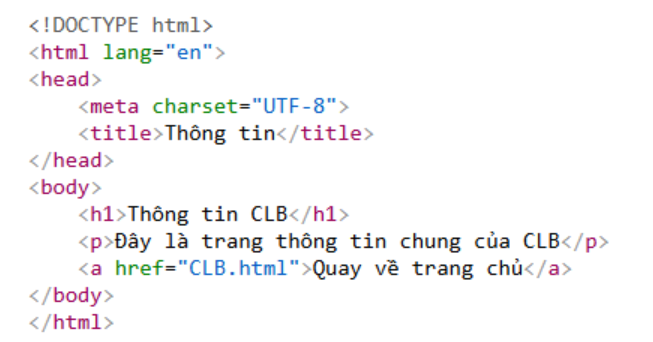 <!DOCTYPE html>
<html lang="en">
<head>
    <meta charset="UTF-8">
    <title>Thông tin</title>
</head>
<body>
    <h1>Thông tin CLB</h1>
    <p>Đây là trang thông tin chung của CLB</p>
    <a href="CLB.html">Quay về trang chủ</a>
</body>
</html>